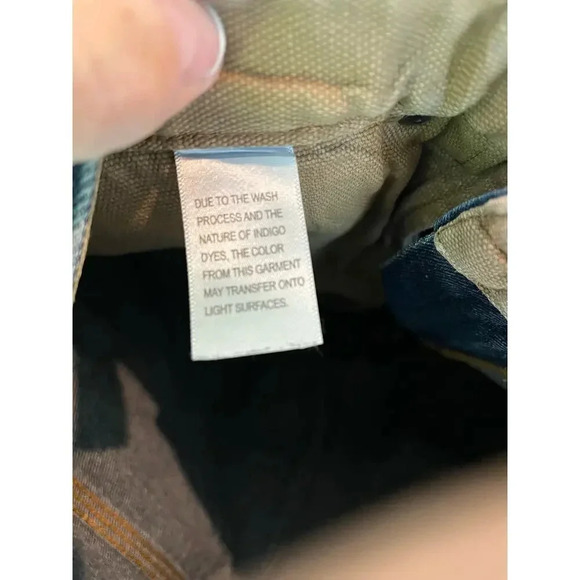 DUE TO THE WASH
PROCESS AND THE
NATURE OF INDIGO
DYES, THE COLOR
FROM THIS GARMENT
MAY TRANSFER ONTO
LIGHT SURFACES.